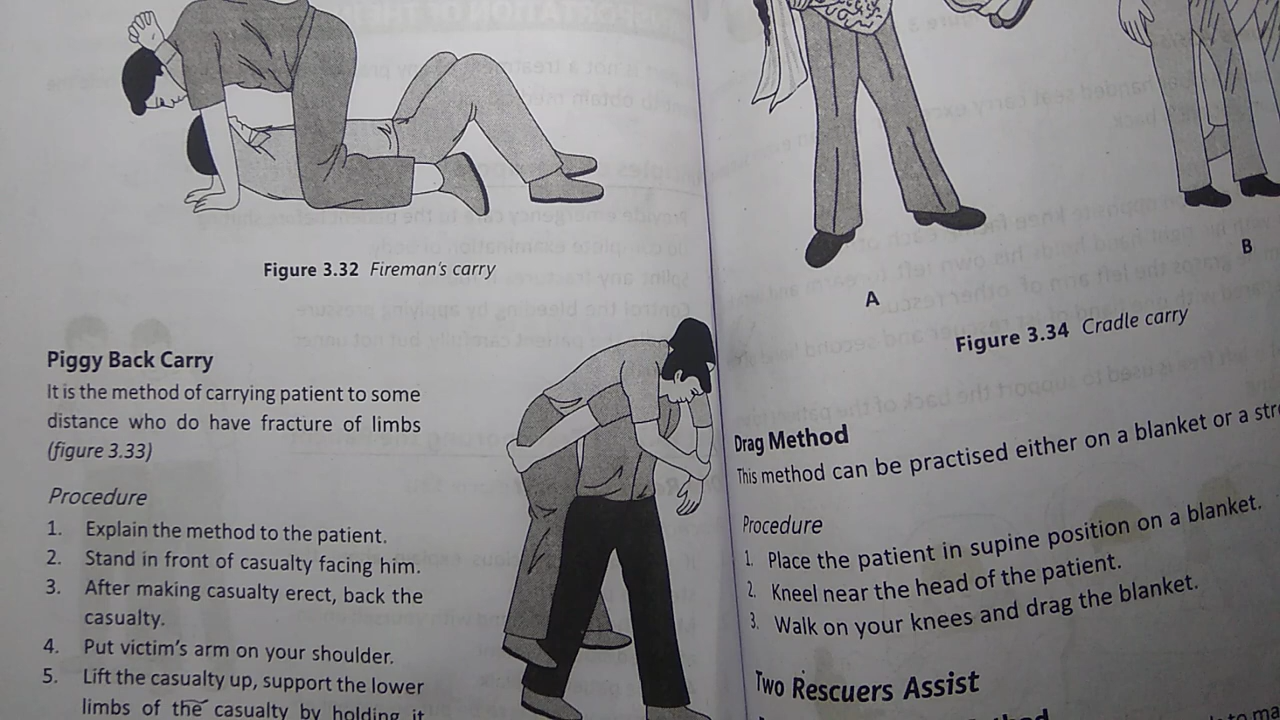 Figure 3.32 Fireman's carry
Piggy Back Carry
It is the method of carrying patient to some
distance who do have fracture of limbs
(figure 3.33)
Procedure
1. Explain the method to the patient.
2. Stand in front of casualty facing him.
3. After making casualty erect, back the
casualty.
4. Put victim's arm on your shoulder.
5. Lift the casualty up, support the lower
limbs of the casualty by holding it
A
B
Figure 3.34 Cradle carry
Drag Method
This method can be practised either on a blanket or a
Procedure
1. Place the patient in supine position on a blanket.
2. Kneel near the head of the patient.
3. Walk on your knees and drag the blanket.
Two Rescuers Assist